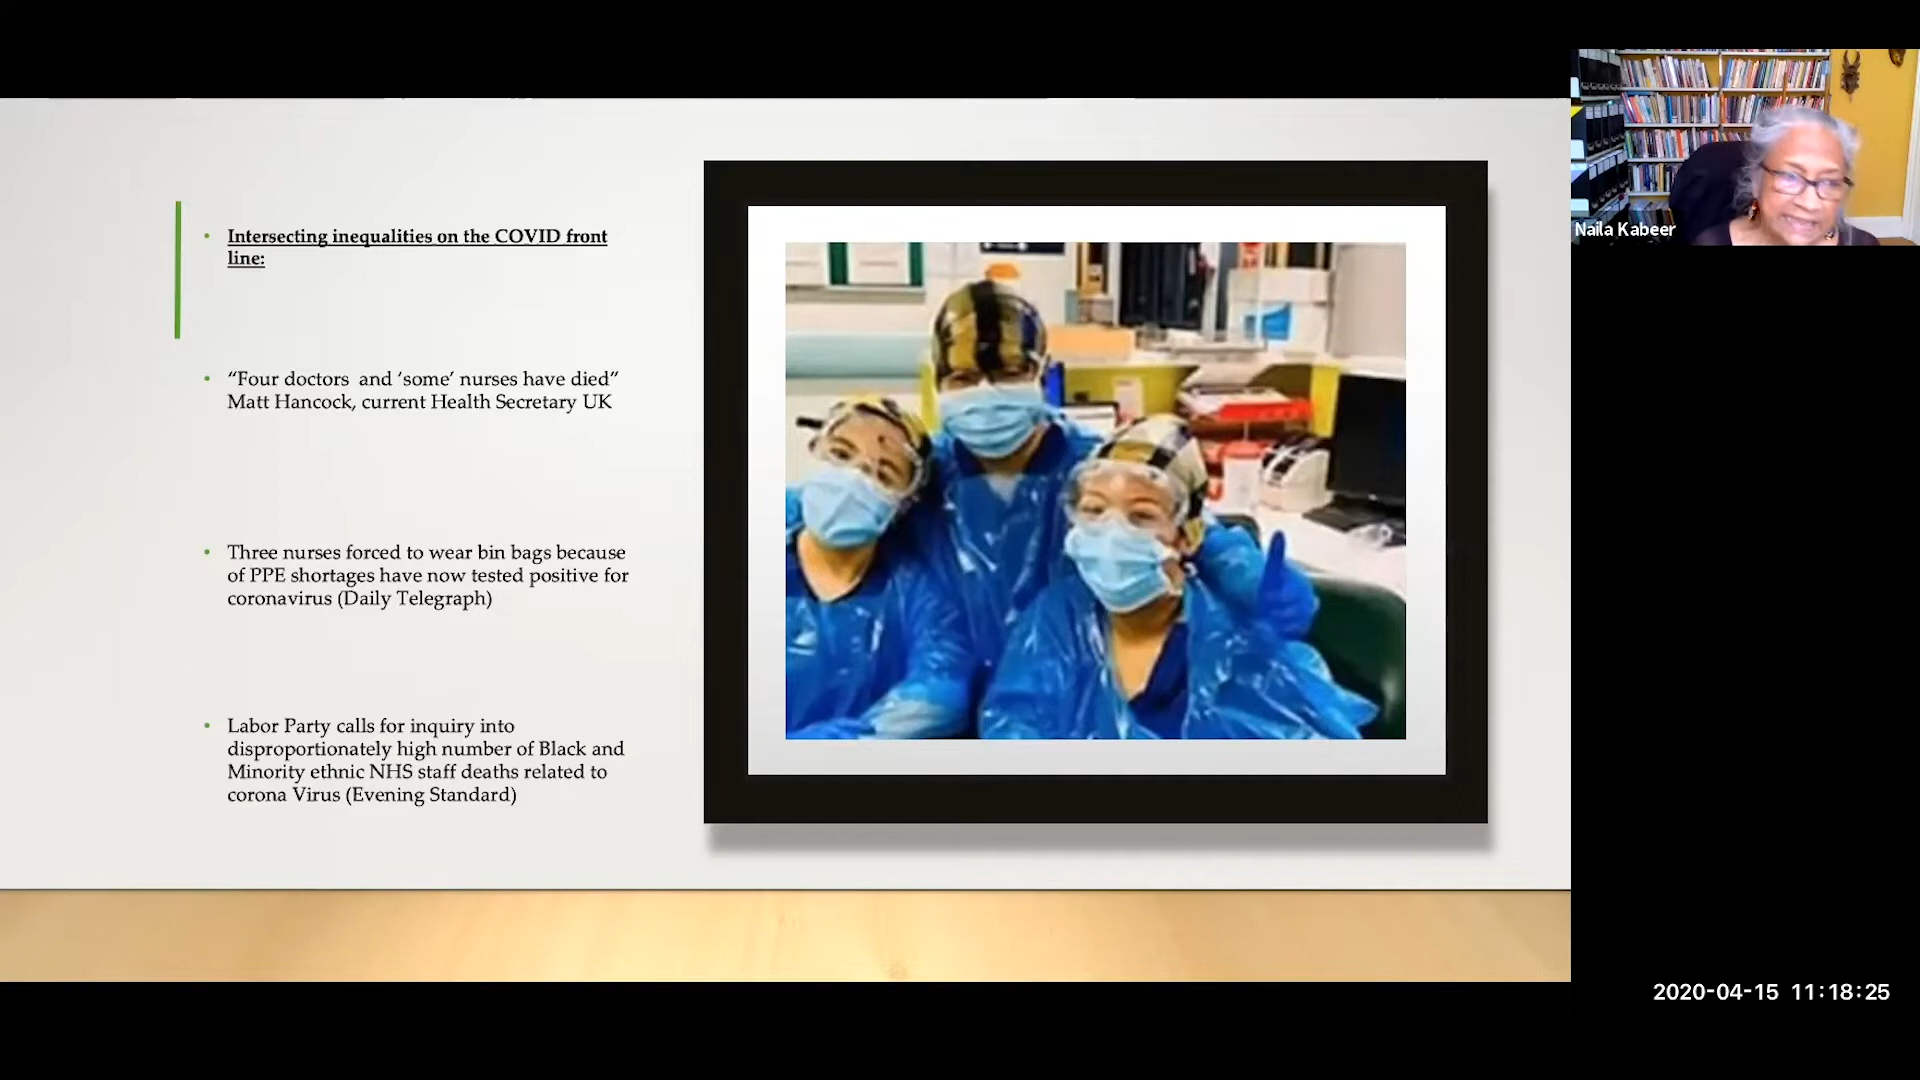 Intersecting inequalities on the COVID front
line:
“Four doctors and ‘some’ nurses have died”
Matt Hancock, current Health Secretary UK
Three nurses forced to wear bin bags because
of PPE shortages have now tested positive for
coronavirus (Daily Telegraph)
Labor Party calls for inquiry into
disproportionately high number of Black and
Minority ethnic NHS staff deaths related to
corona Virus (Evening Standard)
Naila Kabeer
2020-04-15 11:18:25